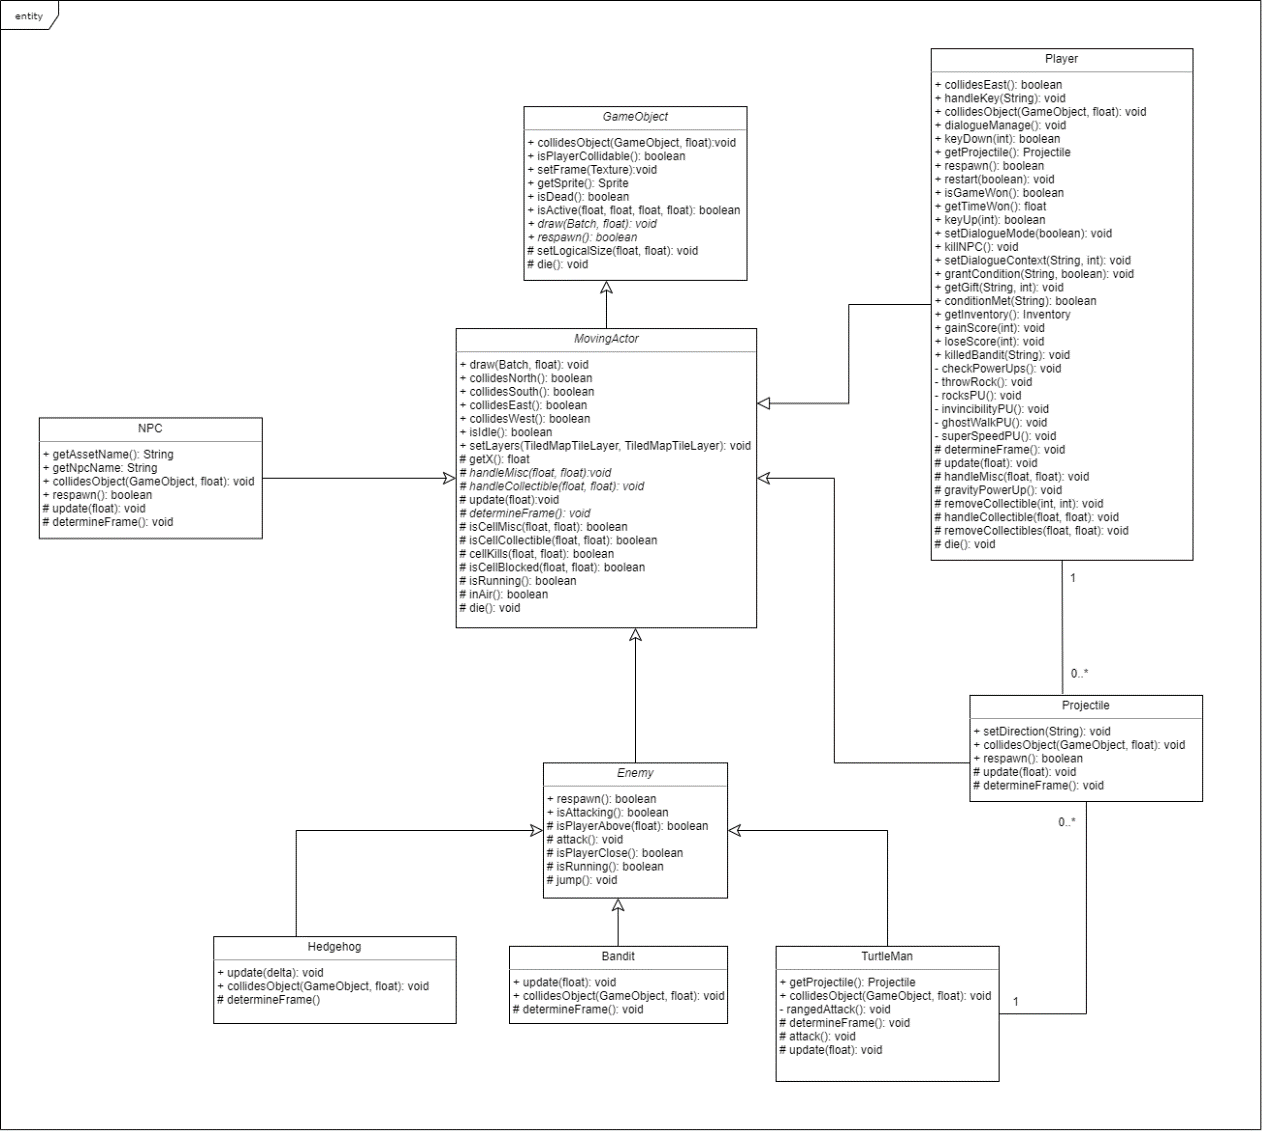 entity
Player
+ collidesEast(): boolean
+ handleKey(String): void
+ collidesObject(GameObject, float): void
+ dialogueManage(): void
+ keyDown(int): boolean
+ getProjectile(): Projectile
+ respawn(): boolean
+ restart(boolean): void
+ isGameWon(): boolean
+ getTimeWon(): float
+ keyUp(int): boolean
+ setDialogueMode(boolean): void
+ killNPC(): void
+ setDialogueContext(String, int): void
+ grantCondition(String, boolean): void
+ getGift(String, int): void
+ conditionMet(String): boolean
+ getInventory(): Inventory
+ gainScore(int): void
+ loseScore(int): void
+ killedBandit(String): void
- checkPowerUps(): void
- throwRock(): void
- rocksPU(): void
- invincibilityPU(): void
- ghostWalkPU(): void
- superSpeedPU(): void
# determineFrame(): void
# update(float): void
# handleMisc(float, float): void
# gravityPowerUp(): void
# removeCollectible(int, int): void
# handleCollectible(float, float): void
# removeCollectibles(float, float): void
# die(): void
GameObject
+ collidesObject(GameObject, float):void
+ isPlayerCollidable(): boolean
+ setFrame(Texture):void
+ getSprite(): Sprite
+ isDead(): boolean
+ isActive(float, float, float, float): boolean
+ draw(Batch, float): void
+ respawn(): boolean
# setLogicalSize(float, float): void
# die(): void
MovingActor
+ draw(Batch, float): void
+ collidesNorth(): boolean
+ collidesSouth(): boolean
+ collidesEast(): boolean
+ collidesWest(): boolean
+ isIdle(): boolean
+ setLayers(TiledMapTileLayer, TiledMapTileLayer): void
# getX(): float
# handleMisc(float, float):void
# handleCollectible(float, float): void
# update(float):void
# determineFrame(): void
# isCellMisc(float, float): boolean
# isCellCollectible(float, float): boolean
# cellKills(float, float): boolean
# isCellBlocked(float, float): boolean
# isRunning(): boolean
# inAir(): boolean
# die(): void
NPC
+ getAssetName(): String
+ getNpcName: String
+ collidesObject(GameObject, float): void
+ respawn(): boolean
# update(float): void
# determineFrame(): void
1
0..*
Projectile
+ setDirection(String): void
+ collidesObject(GameObject, float): void
+ respawn(): boolean
# update(float): void
# determineFrame(): void
0..*
Enemy
+ respawn(): boolean
+ isAttacking(): boolean
# isPlayerAbove(float): boolean
# attack(): void
# isPlayerClose(): boolean
# isRunning(): boolean
# jump(): void
Hedgehog
+ update(delta): void
+ collidesObject(GameObject, float): void
# determineFrame()
Bandit
+ update(float): void
+ collidesObject(GameObject, float): void
# determineFrame(): void
TurtleMan
+ getProjectile(): Projectile
+ collidesObject(GameObject, float): void
- rangedAttack(): void
# determineFrame(): void
# attack(): void
# update(float): void
1